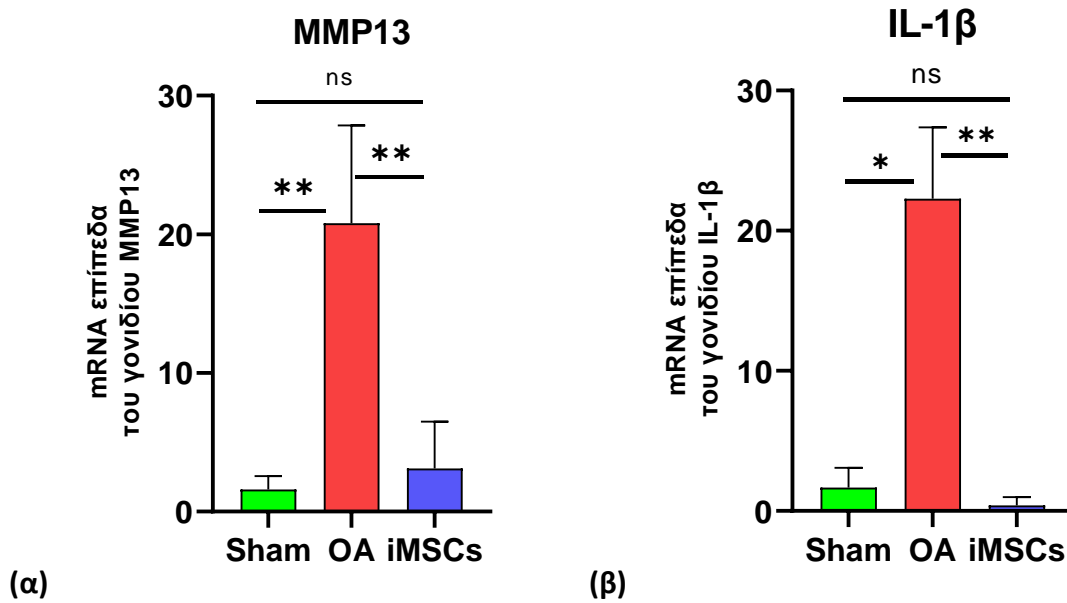 MMP13
ns
**
**
30
20
10
0
mRNA επίπεδα
του γονιδίου MMP13
Sham OA iMSCs
(α)
IL-1β
ns
*
**
30
20
10
0
mRNA επίπεδα
του γονιδίου IL-1β
Sham OA iMSCs
(β)